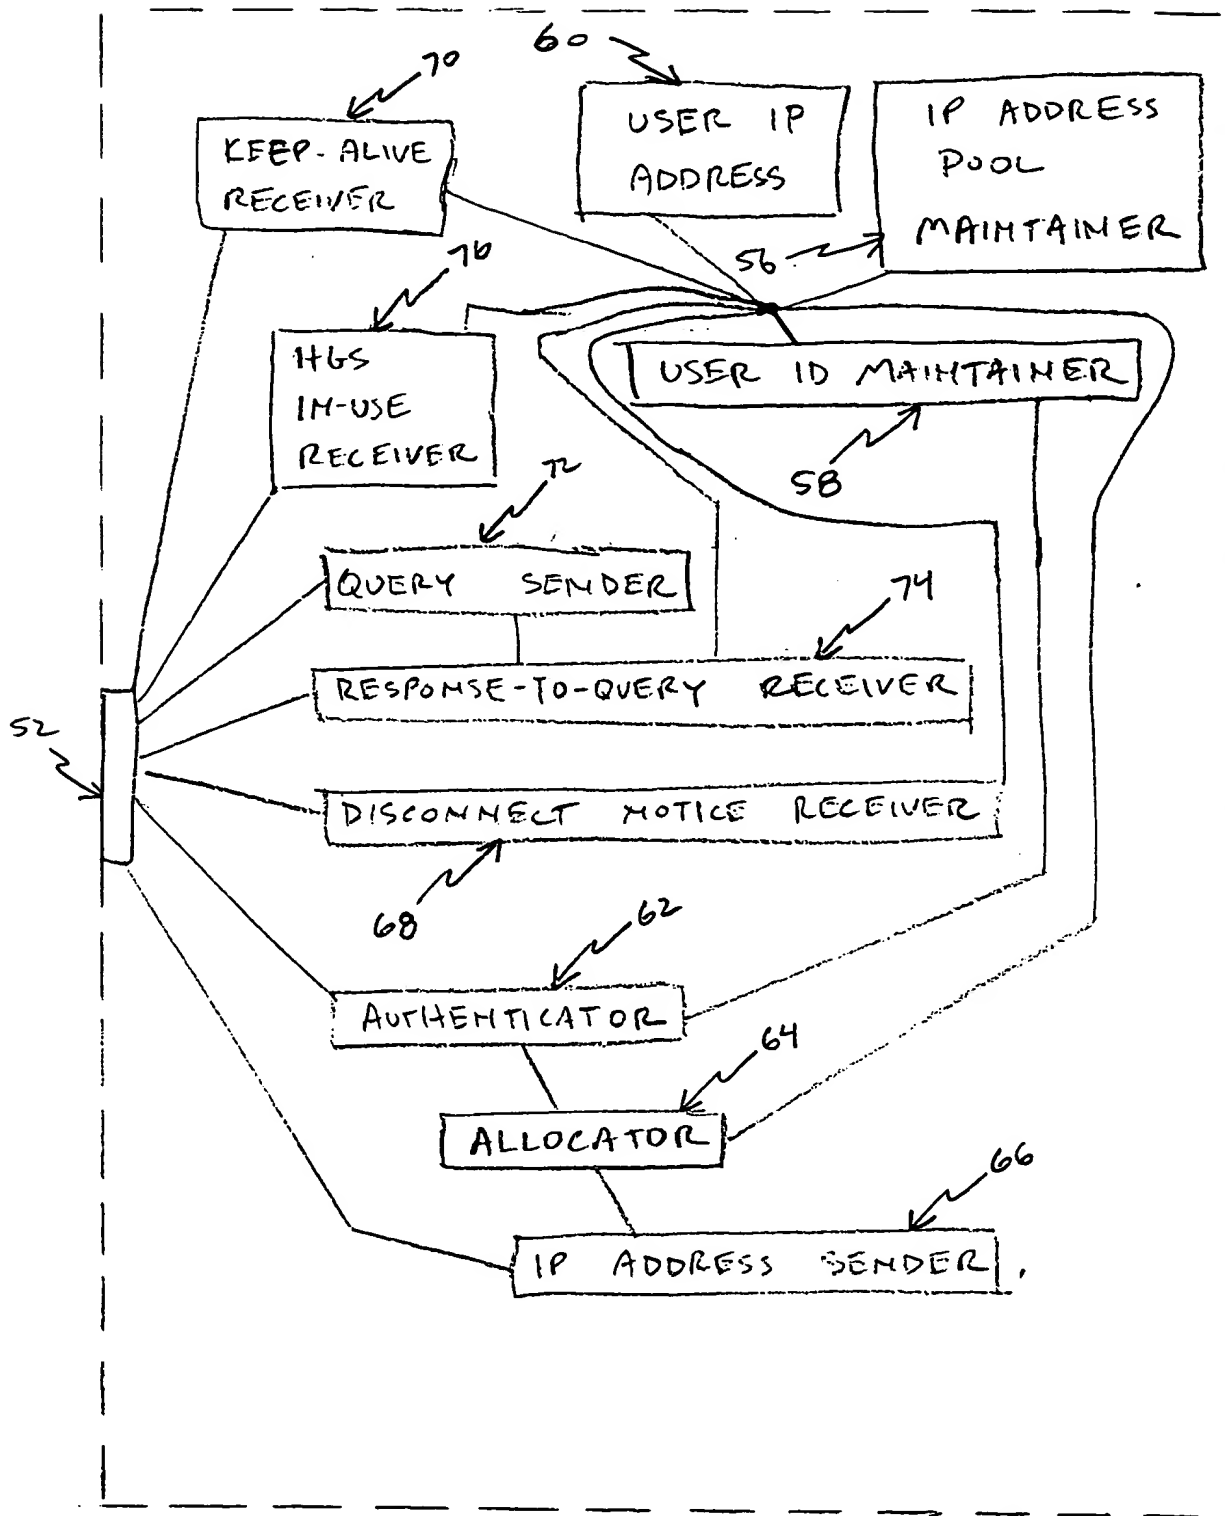 60
70
KEEP-ALIVE
RECEIVER
USER IP
ADDRESS
IP ADDRESS
POOL
MAINTAINER
56
76
HGS
IN-USE
RECEIVER
USER ID MAINTAINER
58
72
QUERY SENDER
74
RESPONSE-TO-QUERY RECEIVER
52
DISCONNECT NOTICE RECEIVER
68
62
AUTHENTICATOR
64
ALLOCATOR
66
IP ADDRESS SENDER